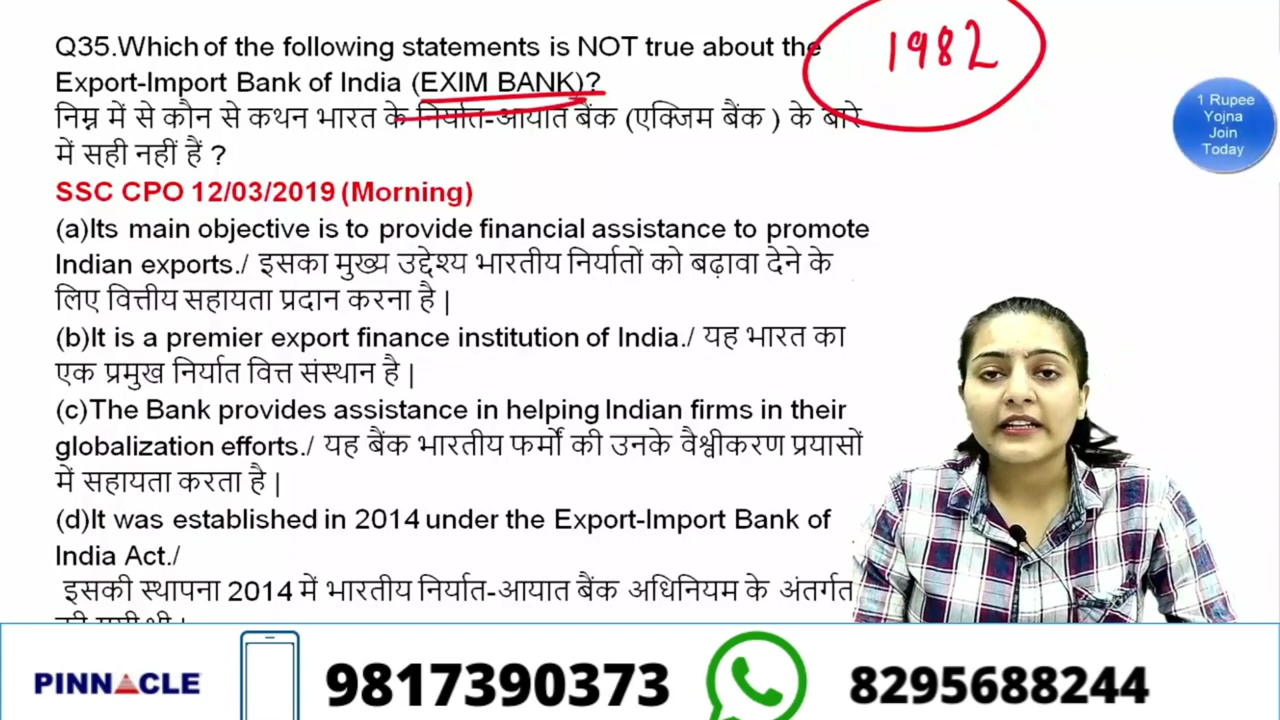 1982
Q35.Which of the following statements is NOT true about the
Export-Import Bank of India (EXIM BANK)?
निम्न में से कौन से कथन भारत के निर्यात-आयात बैंक (एक्जिम बैंक ) के बारे
में सही नहीं हैं ?
1 Rupee
Yojna
Join
Today
SSC CPO 12/03/2019 (Morning)
(a)Its main objective is to provide financial assistance to promote
Indian exports./ इसका मुख्य उद्देश्य भारतीय निर्यातों को बढ़ावा देने के
लिए वित्तीय सहायता प्रदान करना है |
(b)It is a premier export finance institution of India./ यह भारत का
एक प्रमुख निर्यात वित्त संस्थान है |
(c)The Bank provides assistance in helping Indian firms in their
globalization efforts./ यह बैंक भारतीय फर्मों की उनके वैश्वीकरण प्रयासों
में सहायता करता है |
(d)It was established in 2014 under the Export-Import Bank of
India Act./
इसकी स्थापना 2014 में भारतीय निर्यात-आयात बैंक अधिनियम के अंतर्गत
PINNACLE
9817390373
8295688244